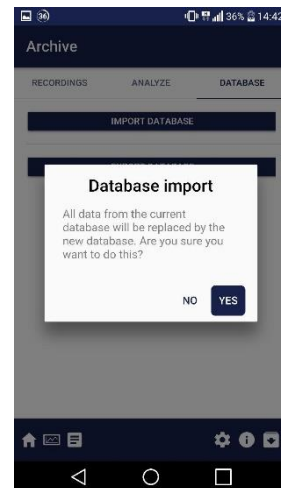 36 36% 14:42
Archive
RECORDINGS ANALYZE DATABASE
IMPORT DATABASE
Database import
All data from the current
database will be replaced by the
new database. Are you sure you
want to do this?
NO YES